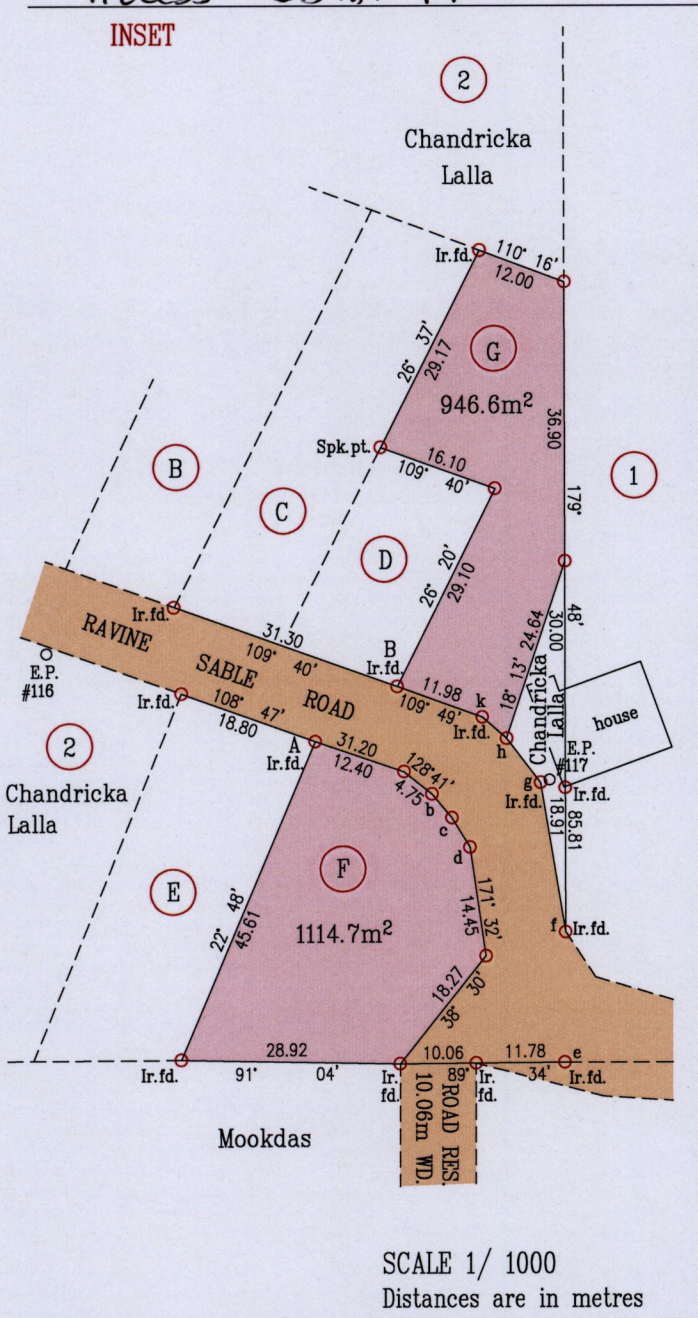 INSET
2
Chandricka
Lalla
Ir.fd.
110° 16'
12.00
26° 37'
29.17
G
946.6m²
36.90
179° 48'
Spk.pt.
16.10
109° 40'
B
C
D
1
26° 20'
29.10
24.64
18° 13'
30.00
Ir.fd.
31.30
109° 40'
B
Ir.fd.
11.98
109° 49'
k
Ir.fd.
h
Chandricka
Lalla
house
E.P.
#117
g
Ir.fd.
Ir.fd.
18.91
85.81
RAVINE SABLE ROAD
E.P.
#116
Ir.fd.
108° 47'
18.80
2
Chandricka
Lalla
A
Ir.fd.
31.20
12.40
128°41'
4.75
b
c
d
F
1114.7m²
E
22° 48'
45.61
171° 32'
14.45
f
Ir.fd.
18.27
38° 30'
28.92
91° 04'
Ir.fd.
Ir.
fd.
10.06
89° 34'
Ir.
fd.
11.78
e
Ir.fd.
ROAD RES.
10.06m WD.
Mookdas
SCALE 1/ 1000
Distances are in metres